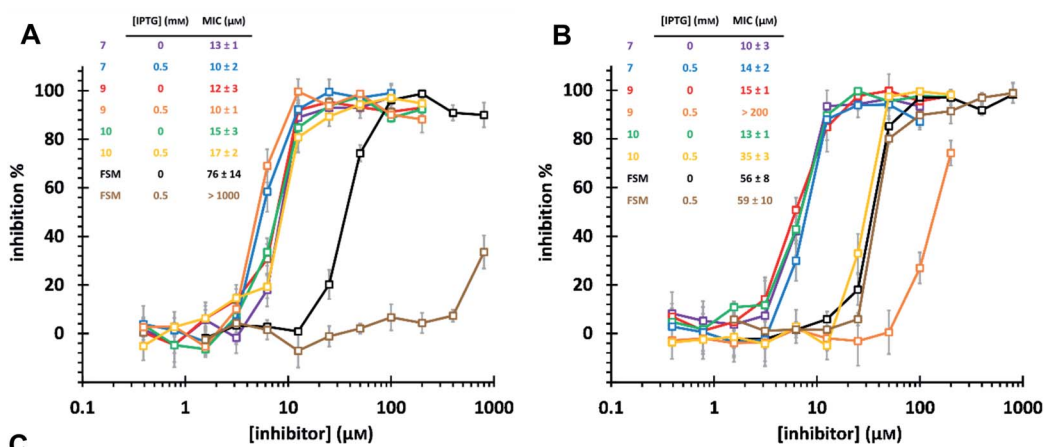 A
[IPTG] (mM) MIC (µM)
7 0 13 ± 1
7 0.5 10 ± 2
9 0 12 ± 3
9 0.5 10 ± 1
10 0 15 ± 3
10 0.5 17 ± 2
FSM 0 76 ± 14
FSM 0.5 > 1000
inhibition %
100
80
60
40
20
0
0.1 1 10 100 1000
[inhibitor] (µM)
B
[IPTG] (mM) MIC (µM)
7 0 10 ± 3
7 0.5 14 ± 2
9 0 15 ± 1
9 0.5 > 200
10 0 13 ± 1
10 0.5 35 ± 3
FSM 0 56 ± 8
FSM 0.5 59 ± 10
inhibition %
100
80
60
40
20
0
0.1 1 10 100 1000
[inhibitor] (µM)
C